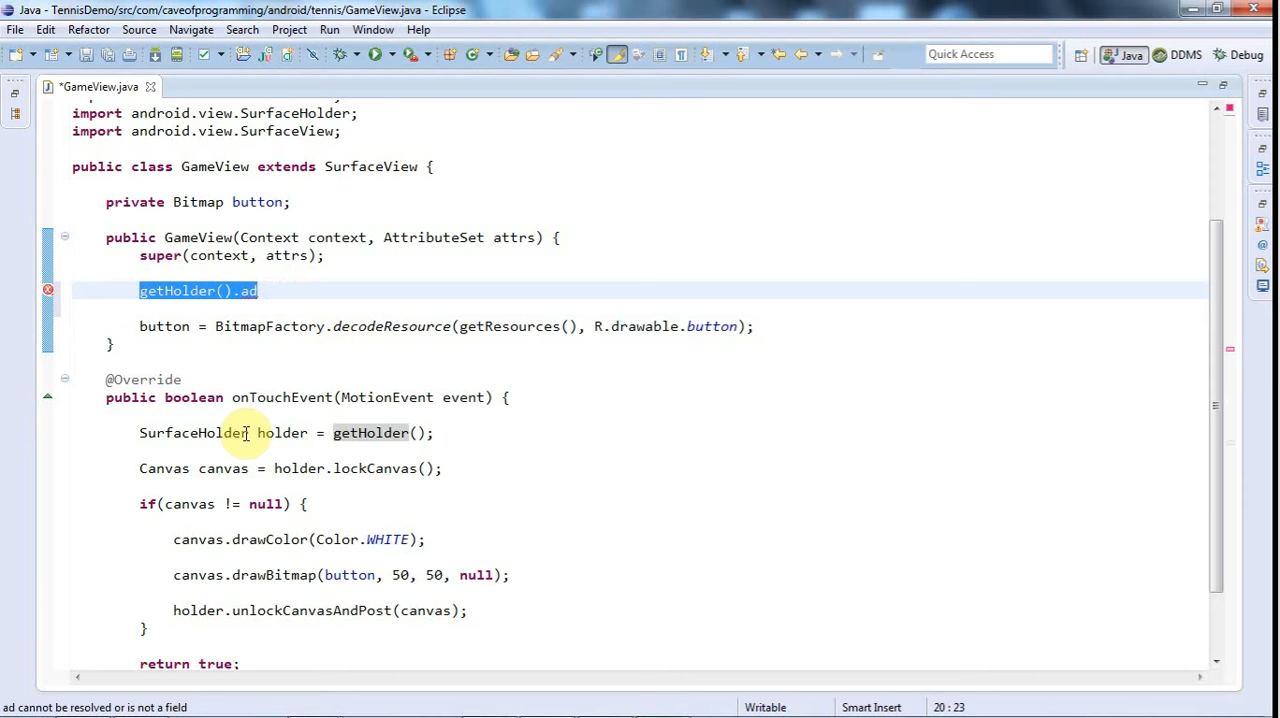 Java - TennisDemo/src/com/caveofprogramming/android/tennis/GameView.java - Eclipse
File Edit Refactor Source Navigate Search Project Run Window Help
Quick Access Java DDMS Debug
*GameView.java
import android.view.SurfaceHolder;
import android.view.SurfaceView;
public class GameView extends SurfaceView {
private Bitmap button;
public GameView(Context context, AttributeSet attrs) {
super(context, attrs);
getHolder().ad
button = BitmapFactory.decodeResource(getResources(), R.drawable.button);
}
@Override
public boolean onTouchEvent(MotionEvent event) {
SurfaceHolder holder = getHolder();
Canvas canvas = holder.lockCanvas();
if(canvas != null) {
canvas.drawColor(Color.WHITE);
canvas.drawBitmap(button, 50, 50, null);
holder.unlockCanvasAndPost(canvas);
}
return true;
ad cannot be resolved or is not a field Writable Smart Insert 20 : 23